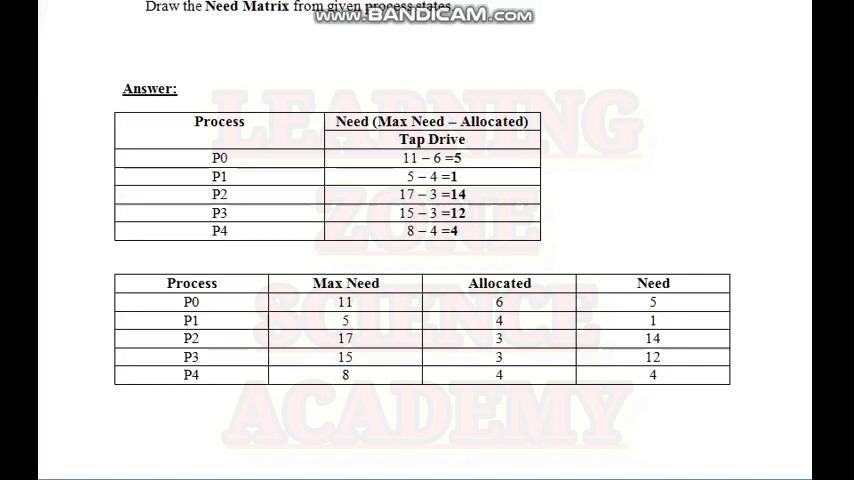 Draw the Need Matrix from given process states.
WWW.BANDICAM.COM
Answer:
Process Need (Max Need – Allocated)
Tap Drive
P0 11 – 6 =5
P1 5 – 4 =1
P2 17 – 3 =14
P3 15 – 3 =12
P4 8 – 4 =4
Process Max Need Allocated Need
P0 11 6 5
P1 5 4 1
P2 17 3 14
P3 15 3 12
P4 8 4 4
LEARNING
ZONE
SCIENCE
ACADEMY